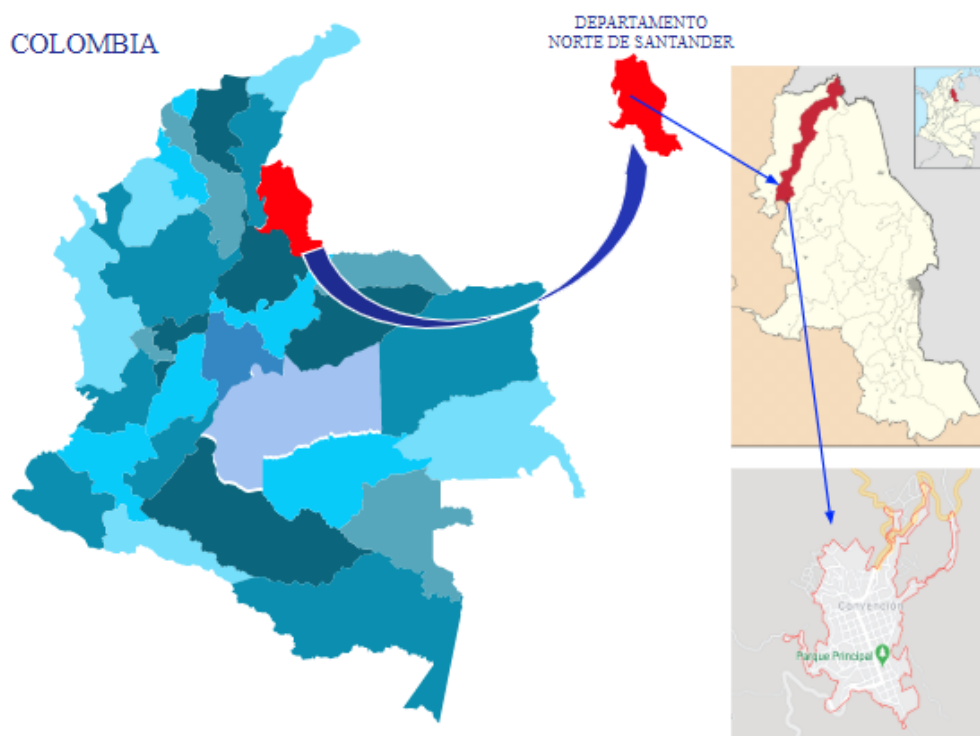 COLOMBIA
DEPARTAMENTO
NORTE DE SANTANDER
Convención
Parque Principal